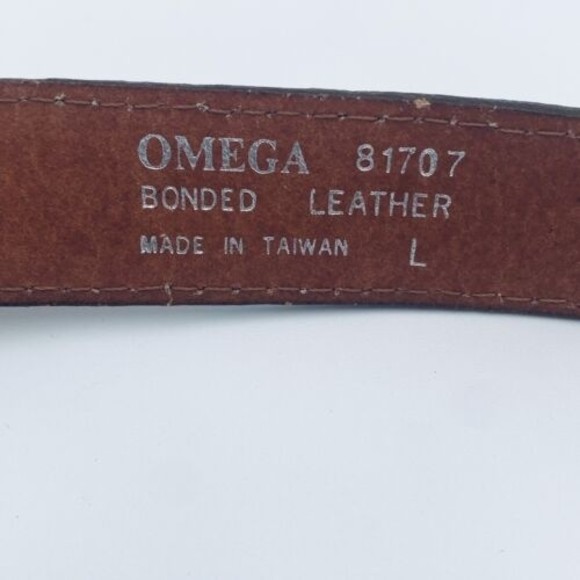 OMEGA 81707
BONDED LEATHER
MADE IN TAIWAN L